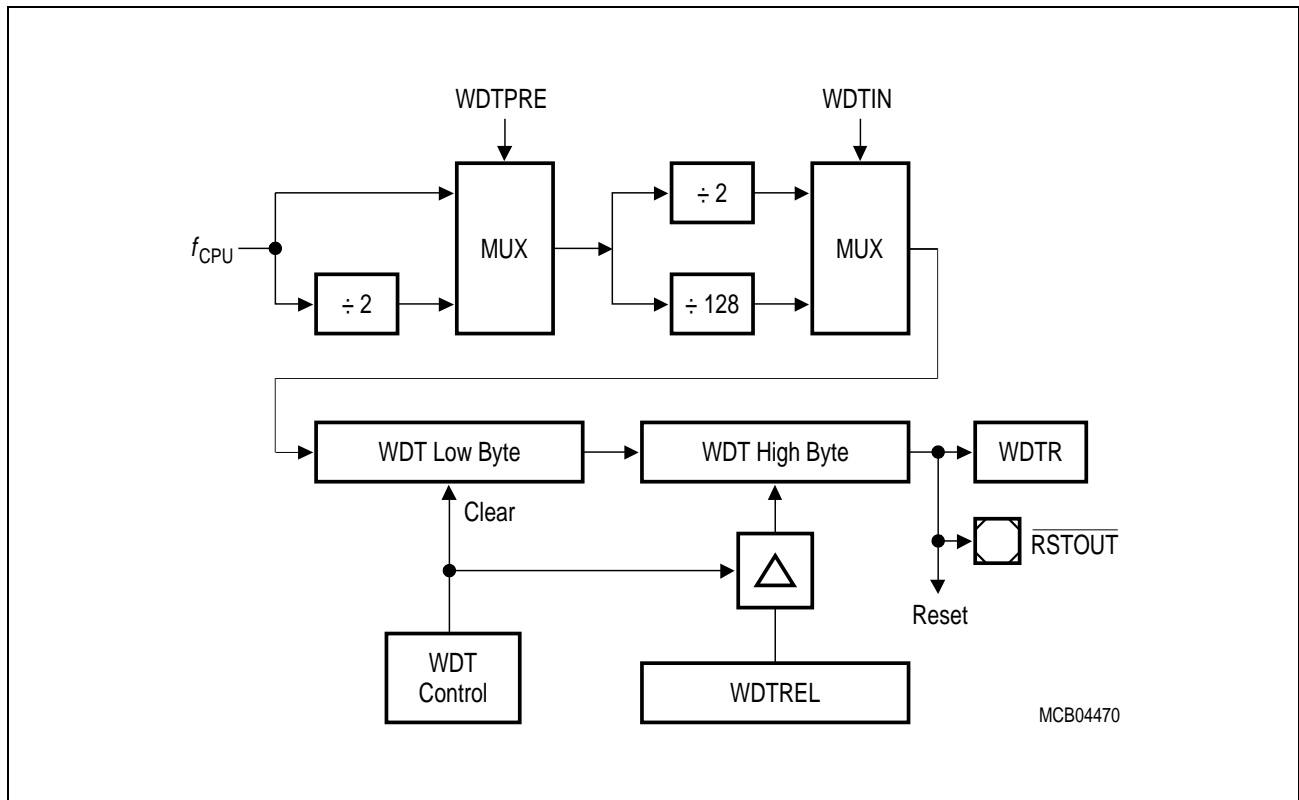 WDTPRE
WDTIN
÷ 2
MUX
MUX
fCPU
÷ 2
÷ 128
WDT Low Byte
WDT High Byte
WDTR
Clear
RSTOUT
Reset
WDT
Control
WDTREL
MCB04470